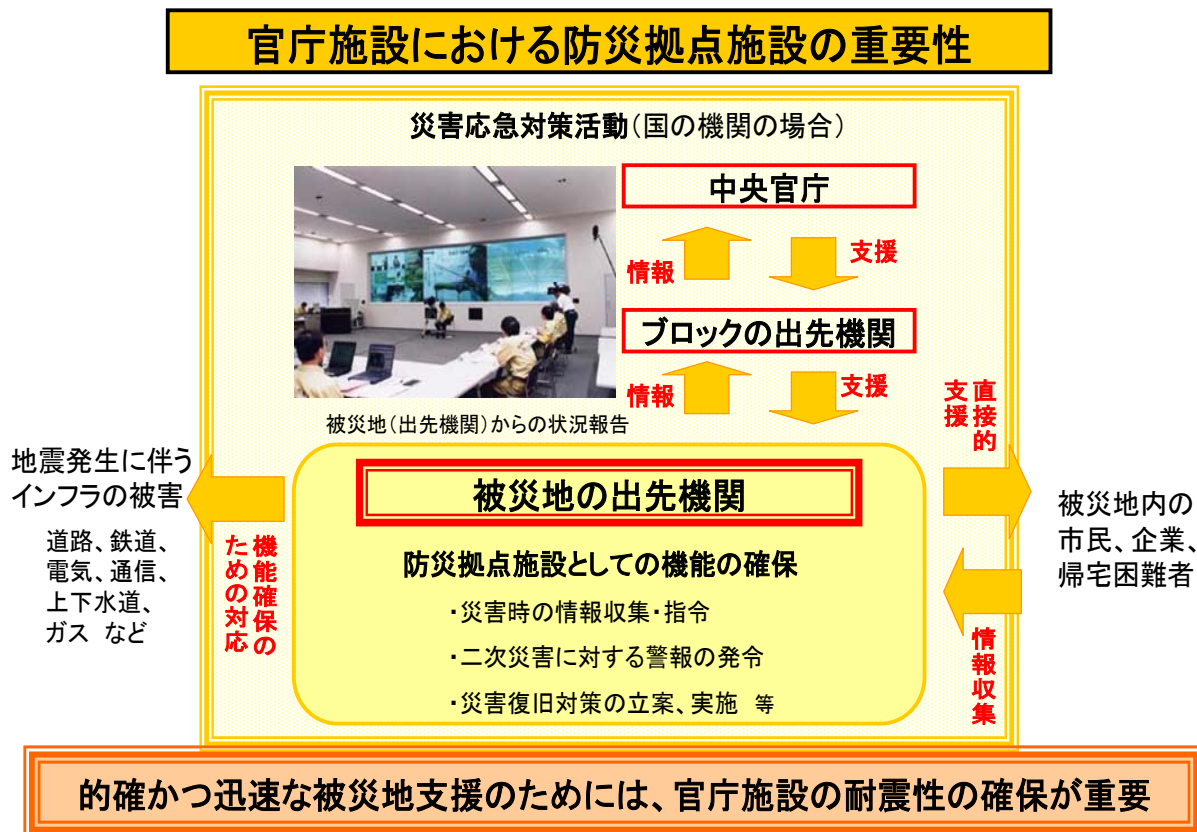 官庁施設における防災拠点施設の重要性
災害応急対策活動（国の機関の場合）
中央官庁
情報
支援
ブロックの出先機関
情報
支援
被災地（出先機関）からの状況報告
直接的
支援
地震発生に伴う
インフラの被害
道路、鉄道、
電気、通信、
上下水道、
ガス など
機能確保の
ための対応
被災地の出先機関
防災拠点施設としての機能の確保
・災害時の情報収集・指令
・二次災害に対する警報の発令
・災害復旧対策の立案、実施 等
被災地内の
市民、企業、
帰宅困難者
情報収集
的確かつ迅速な被災地支援のためには、官庁施設の耐震性の確保が重要